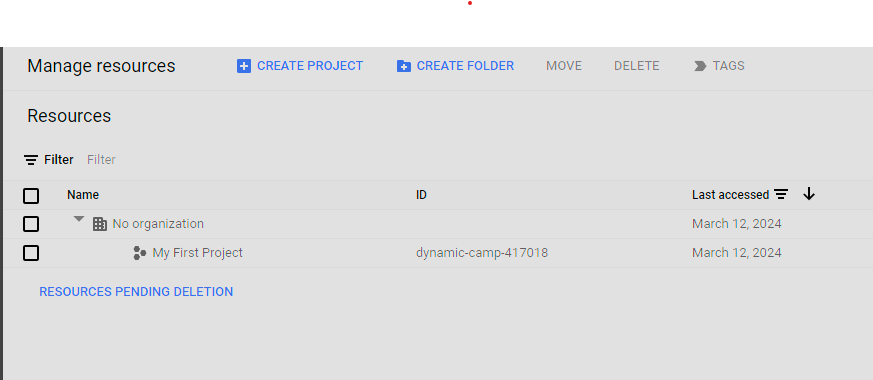 Manage resources CREATE PROJECT CREATE FOLDER MOVE DELETE TAGS
Resources
Filter Filter
Name ID Last accessed
No organization March 12, 2024
My First Project dynamic-camp-417018 March 12, 2024
RESOURCES PENDING DELETION